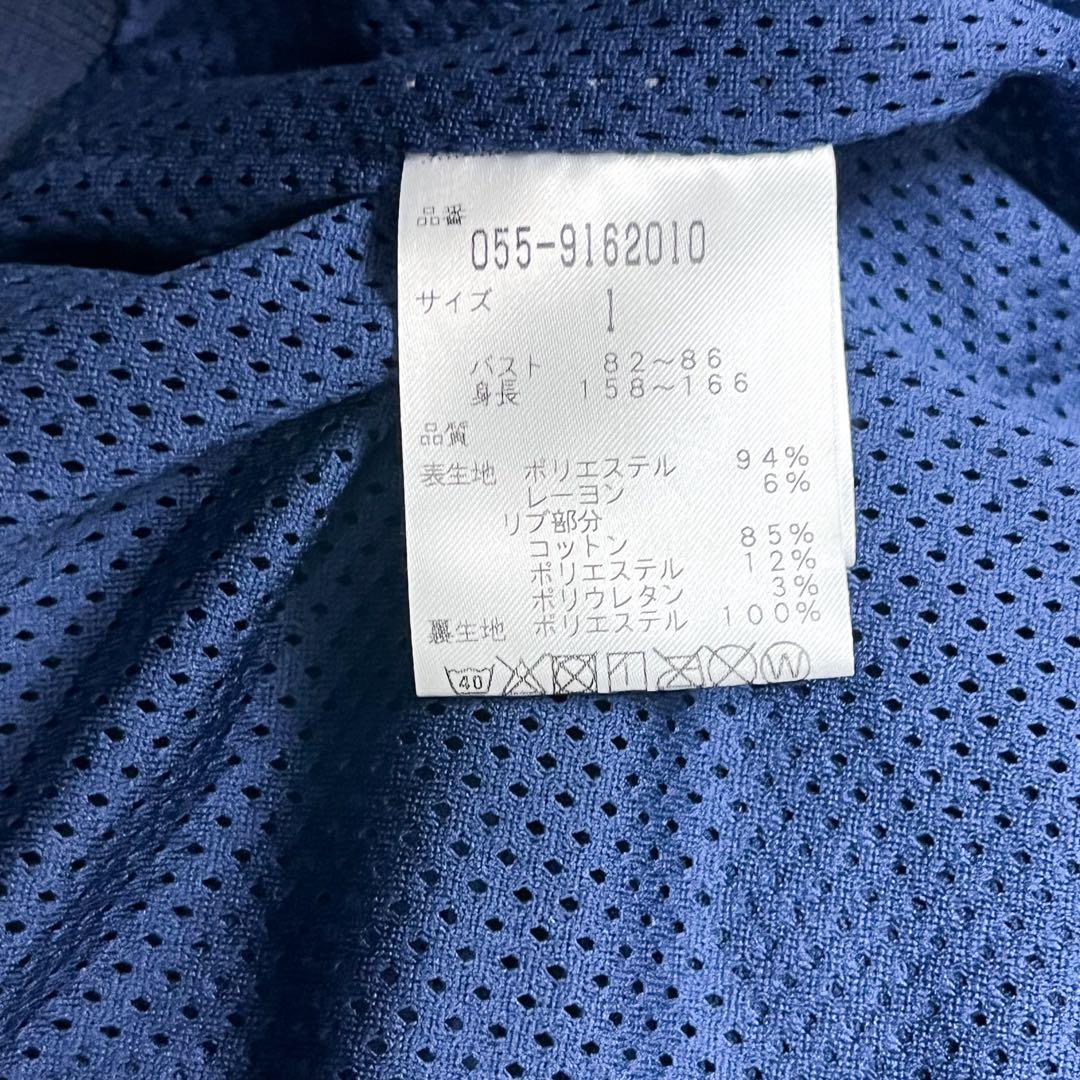 品番
055-9162010
サイズ 1
バスト 82～86
身長 158～166
品質
表生地 ポリエステル 94%
レーヨン 6%
リブ部分
コットン 85%
ポリエステル 12%
ポリウレタン 3%
裏生地 ポリエステル 100%
40 W